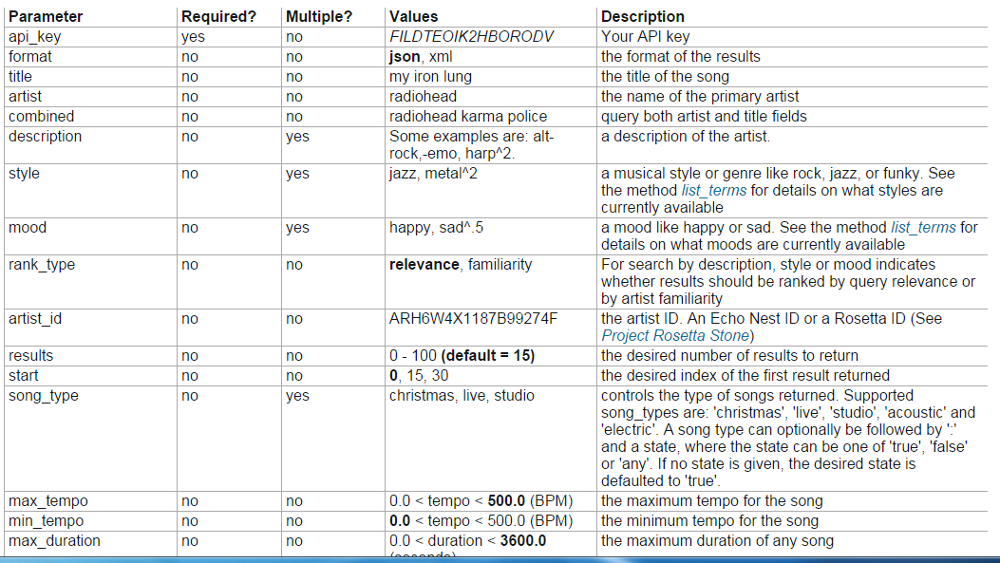 Parameter Required? Multiple? Values Description
api_key yes no FILDTEOIK2HBORODV Your API key
format no no json, xml the format of the results
title no no my iron lung the title of the song
artist no no radiohead the name of the primary artist
combined no no radiohead karma police query both artist and title fields
description no yes Some examples are: alt- a description of the artist.
rock,-emo, harp^2.
style no yes jazz, metal^2 a musical style or genre like rock, jazz, or funky. See
the method list_terms for details on what styles are
currently available
mood no yes happy, sad^.5 a mood like happy or sad. See the method list_terms for
details on what moods are currently available
rank_type no no relevance, familiarity For search by description, style or mood indicates
whether results should be ranked by query relevance or
by artist familiarity
artist_id no no ARH6W4X1187B99274F the artist ID. An Echo Nest ID or a Rosetta ID (See
Project Rosetta Stone)
results no no 0 - 100 (default = 15) the desired number of results to return
start no no 0, 15, 30 the desired index of the first result returned
song_type no yes christmas, live, studio controls the type of songs returned. Supported
song_types are: 'christmas', 'live', 'studio', 'acoustic' and
'electric'. A song type can optionally be followed by ':'
and a state, where the state can be one of 'true', 'false'
or 'any'. If no state is given, the desired state is
defaulted to 'true'.
max_tempo no no 0.0 < tempo < 500.0 (BPM) the maximum tempo for the song
min_tempo no no 0.0 < tempo < 500.0 (BPM) the minimum tempo for the song
max_duration no no 0.0 < duration < 3600.0 the maximum duration of any song